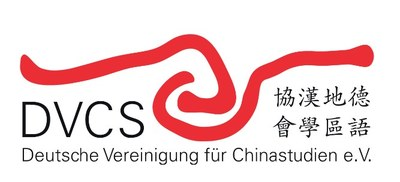 DVCS
德語
地區
漢學
協會
Deutsche Vereinigung für Chinastudien e.V.